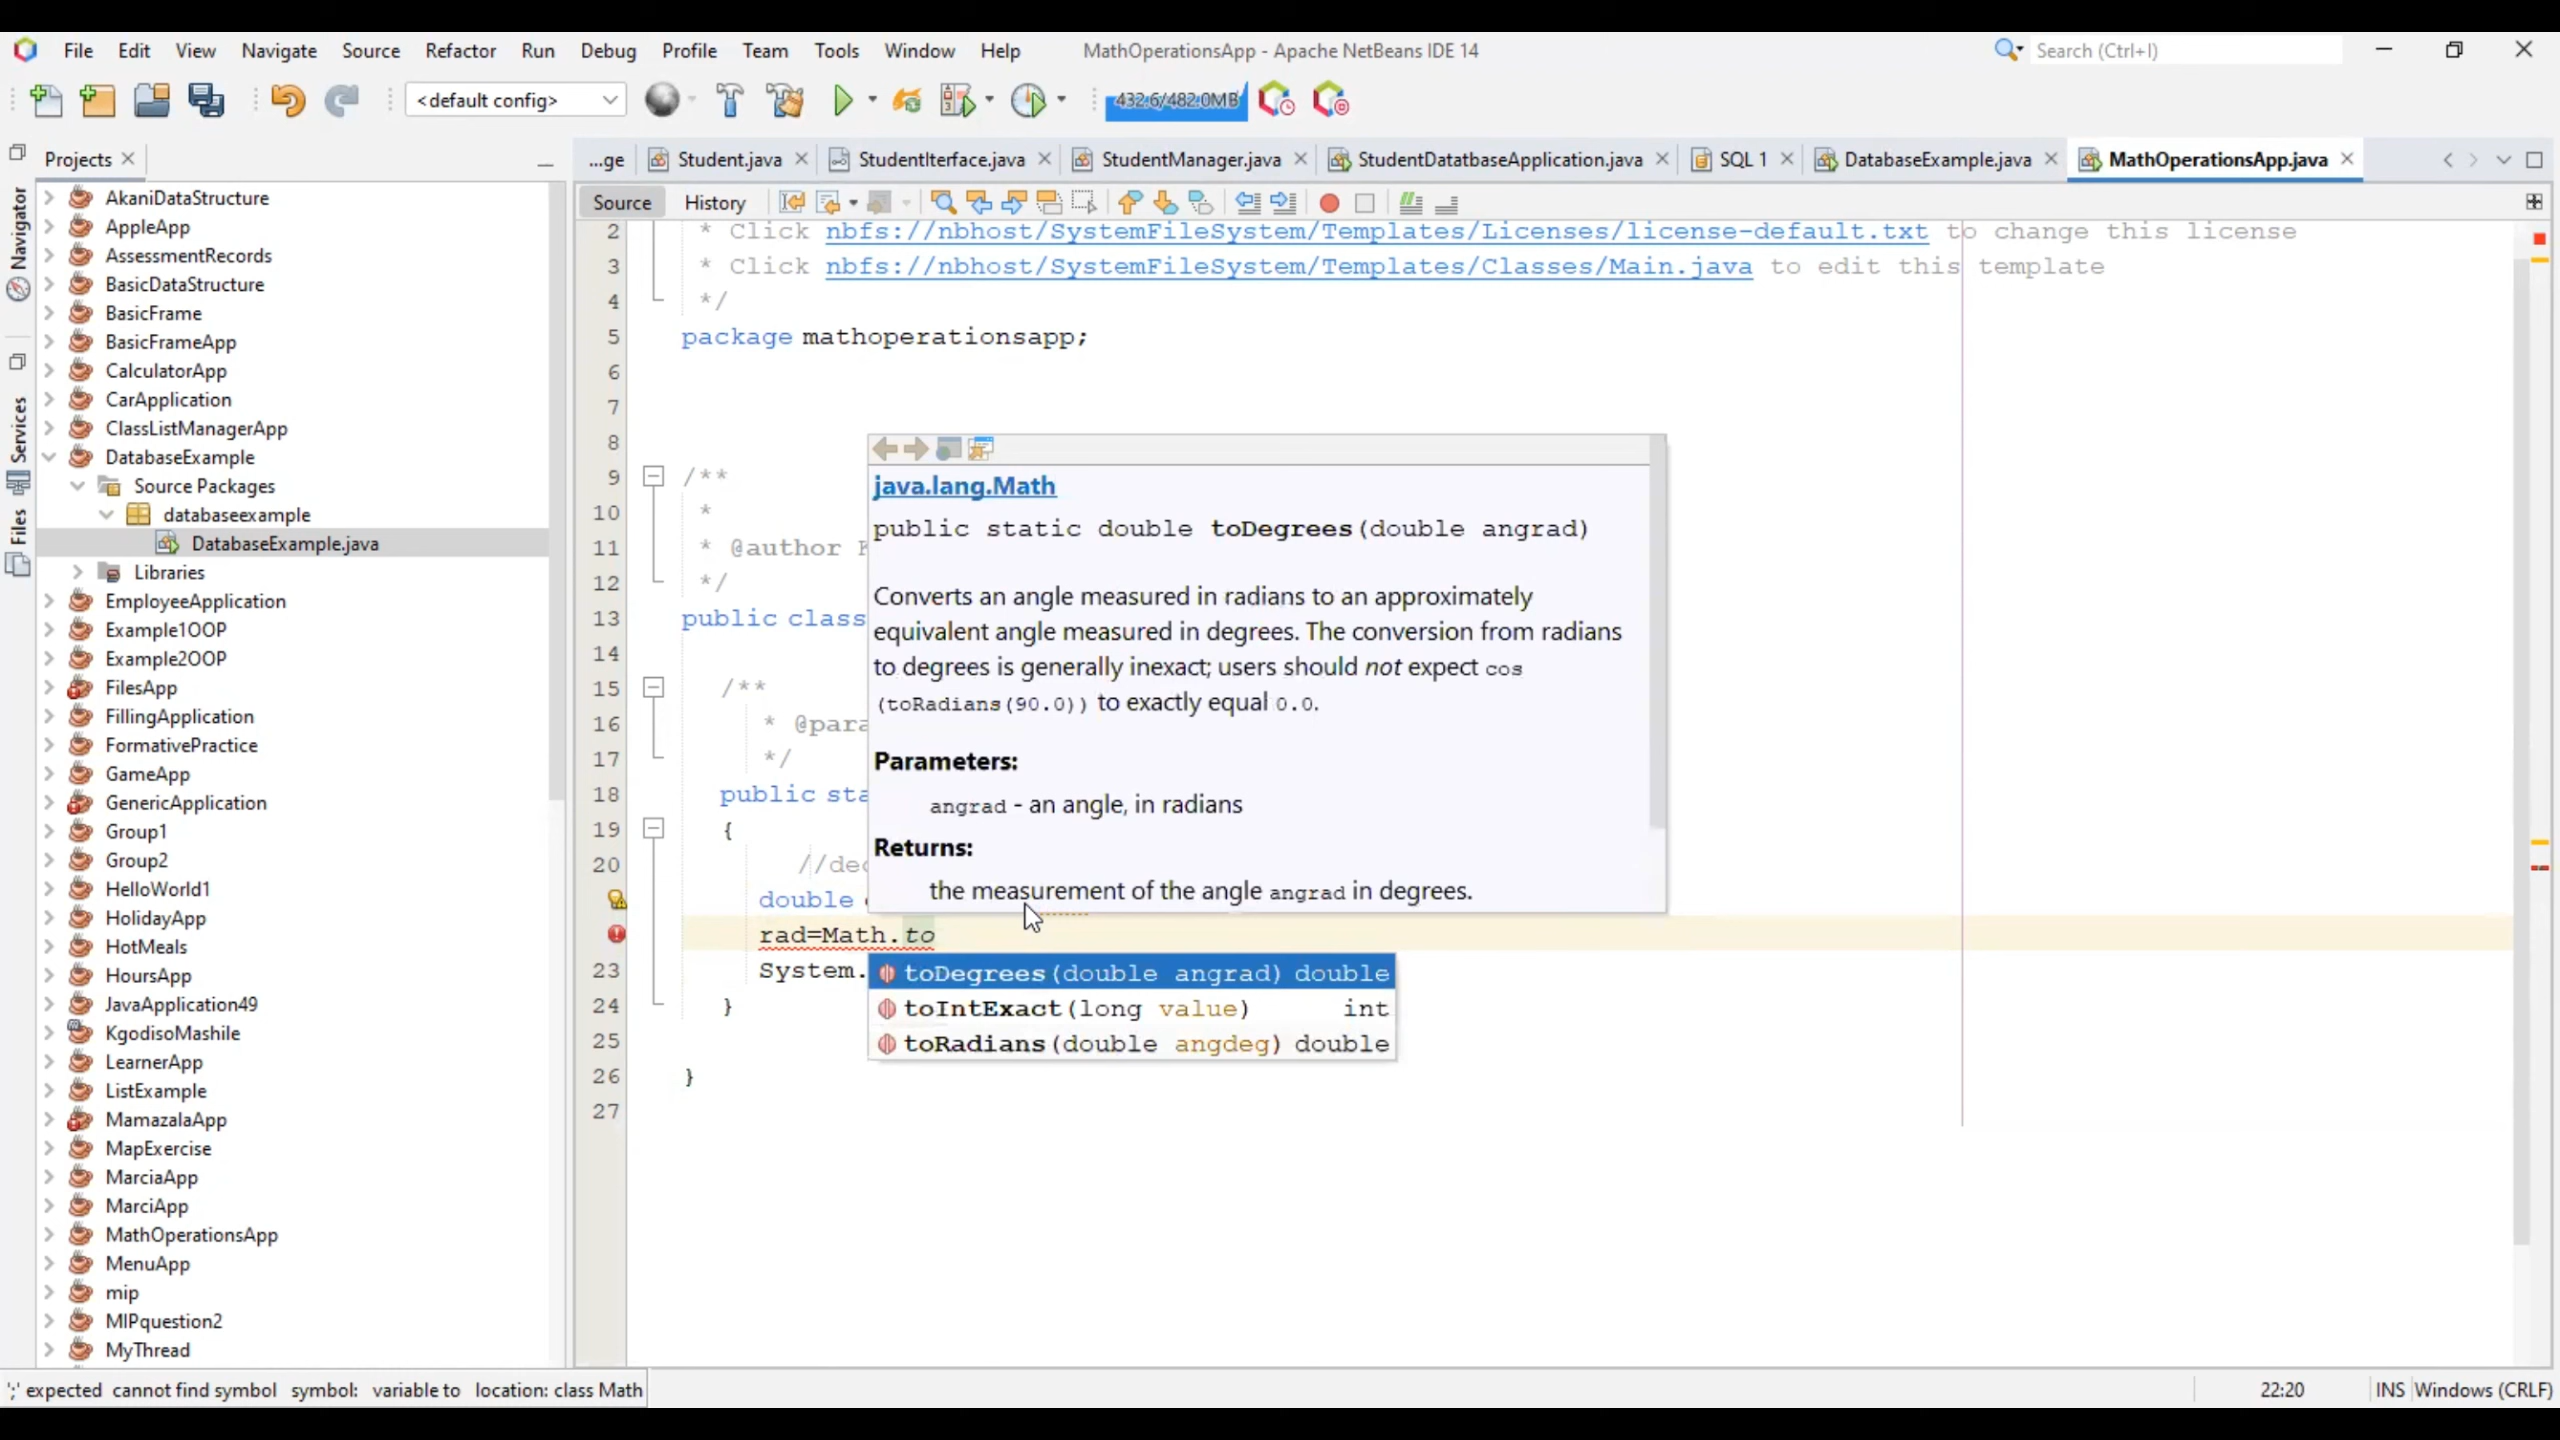 File Edit View Navigate Source Refactor Run Debug Profile Team Tools Window Help MathOperationsApp - Apache NetBeans IDE 14 Search (Ctrl+I)
<default config> 432.6/482.0MB
Projects ...ge Student.java StudentIterface.java StudentManager.java StudentDatatbaseApplication.java SQL 1 DatabaseExample.java MathOperationsApp.java
Source History
Navigator
Services
Files
AkaniDataStructure
AppleApp
AssessmentRecords
BasicDataStructure
BasicFrame
BasicFrameApp
CalculatorApp
CarApplication
ClassListManagerApp
DatabaseExample
Source Packages
databaseexample
DatabaseExample.java
Libraries
EmployeeApplication
Example1OOP
Example2OOP
FilesApp
FillingApplication
FormativePractice
GameApp
GenericApplication
Group1
Group2
HelloWorld1
HolidayApp
HotMeals
HoursApp
JavaApplication49
KgodisoMashile
LearnerApp
ListExample
MamazalaApp
MapExercise
MarciaApp
MarciApp
MathOperationsApp
MenuApp
mip
MIPquestion2
MyThread
2 * Click nbfs://nbhost/SystemFileSystem/Templates/Licenses/license-default.txt to change this license
3 * Click nbfs://nbhost/SystemFileSystem/Templates/Classes/Main.java to edit this template
4 */
5 package mathoperationsapp;
6
7
8
9 /**
10 *
11 * @author
12 */
13 public class
14
15 /**
16 * @para
17 */
18 public sta
19 {
20 //dec
double
rad=Math.to
23 System.
24 }
25
26 }
27
java.lang.Math
public static double toDegrees(double angrad)
Converts an angle measured in radians to an approximately
equivalent angle measured in degrees. The conversion from radians
to degrees is generally inexact; users should not expect cos
(toRadians(90.0)) to exactly equal 0.0.
Parameters:
angrad - an angle, in radians
Returns:
the measurement of the angle angrad in degrees.
toDegrees(double angrad) double
toIntExact(long value) int
toRadians(double angdeg) double
';' expected cannot find symbol symbol: variable to location: class Math 22:20 INS Windows (CRLF)